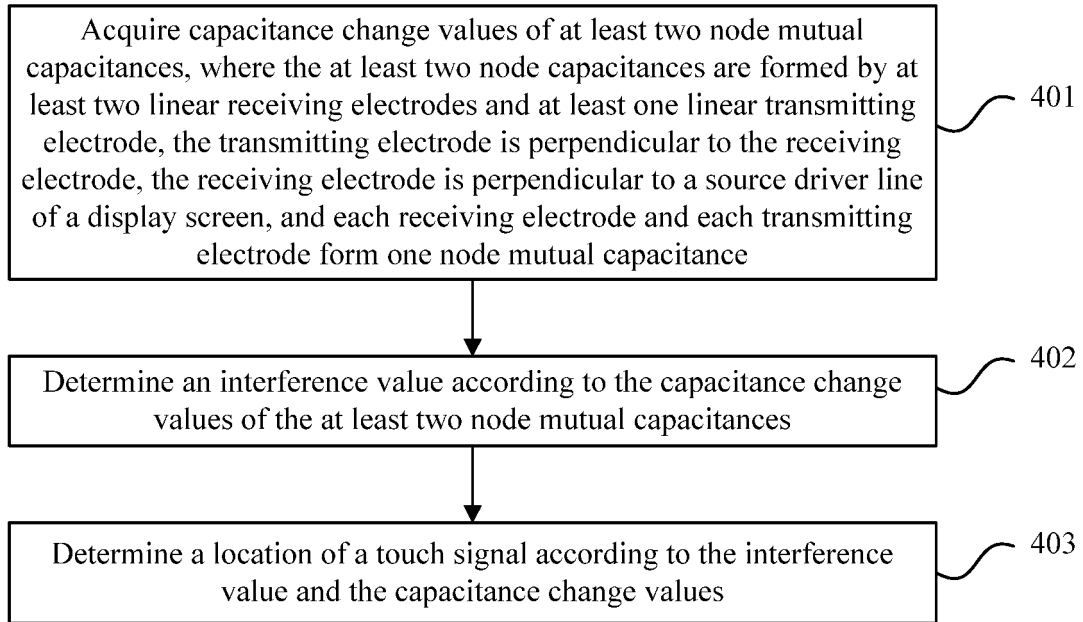 Acquire capacitance change values of at least two node mutual
capacitances, where the at least two node capacitances are formed by at
least two linear receiving electrodes and at least one linear transmitting
electrode, the transmitting electrode is perpendicular to the receiving
electrode, the receiving electrode is perpendicular to a source driver line
of a display screen, and each receiving electrode and each transmitting
electrode form one node mutual capacitance
401
Determine an interference value according to the capacitance change
values of the at least two node mutual capacitances
402
Determine a location of a touch signal according to the interference
value and the capacitance change values
403